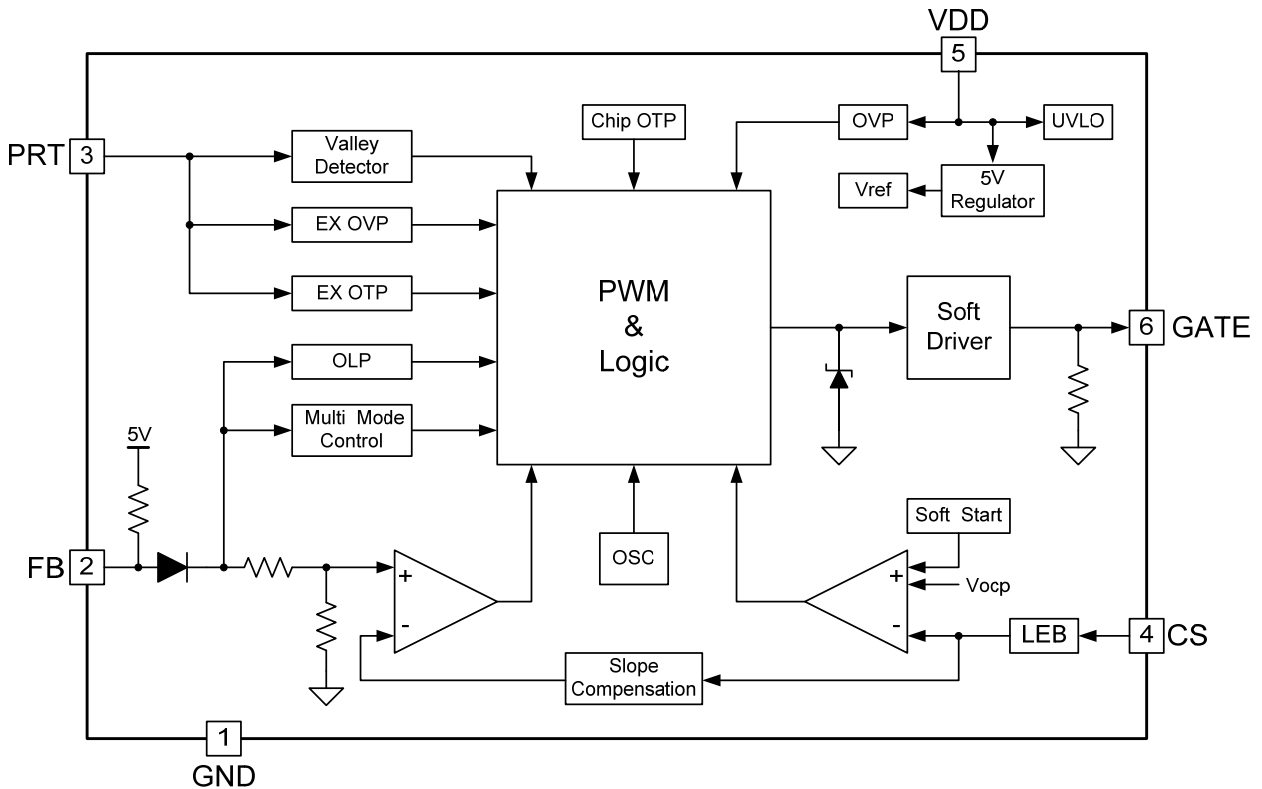 VDD
5
Chip OTP
OVP
UVLO
PRT
3
Valley
Detector
Vref
5V
Regulator
EX OVP
EX OTP
PWM
&
Logic
Soft
Driver
6
GATE
OLP
Multi Mode
Control
5V
Soft Start
FB
2
+
-
OSC
+
-
Vocp
LEB
4
CS
Slope
Compensation
1
GND